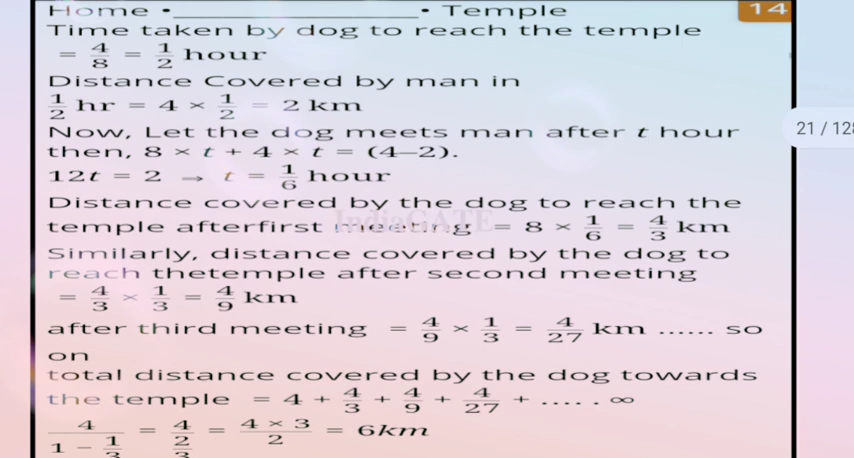 Home •____________________• Temple
14
Time taken by dog to reach the temple
= 4/8 = 1/2 hour
Distance Covered by man in
1/2 hr = 4 × 1/2 = 2 km
Now, Let the dog meets man after t hour
21 / 128
then, 8 × t + 4 × t = (4–2).
12t = 2 → t = 1/6 hour
Distance covered by the dog to reach the
temple afterfirst meeting = 8 × 1/6 = 4/3 km
IndiaGATE
Similarly, distance covered by the dog to
reach thetemple after second meeting
= 4/3 × 1/3 = 4/9 km
after third meeting = 4/9 × 1/3 = 4/27 km ...... so
on
total distance covered by the dog towards
the temple = 4 + 4/3 + 4/9 + 4/27 + ..... ∞
4/(1 − 1/3) = 4/(2/3) = (4 × 3)/2 = 6km